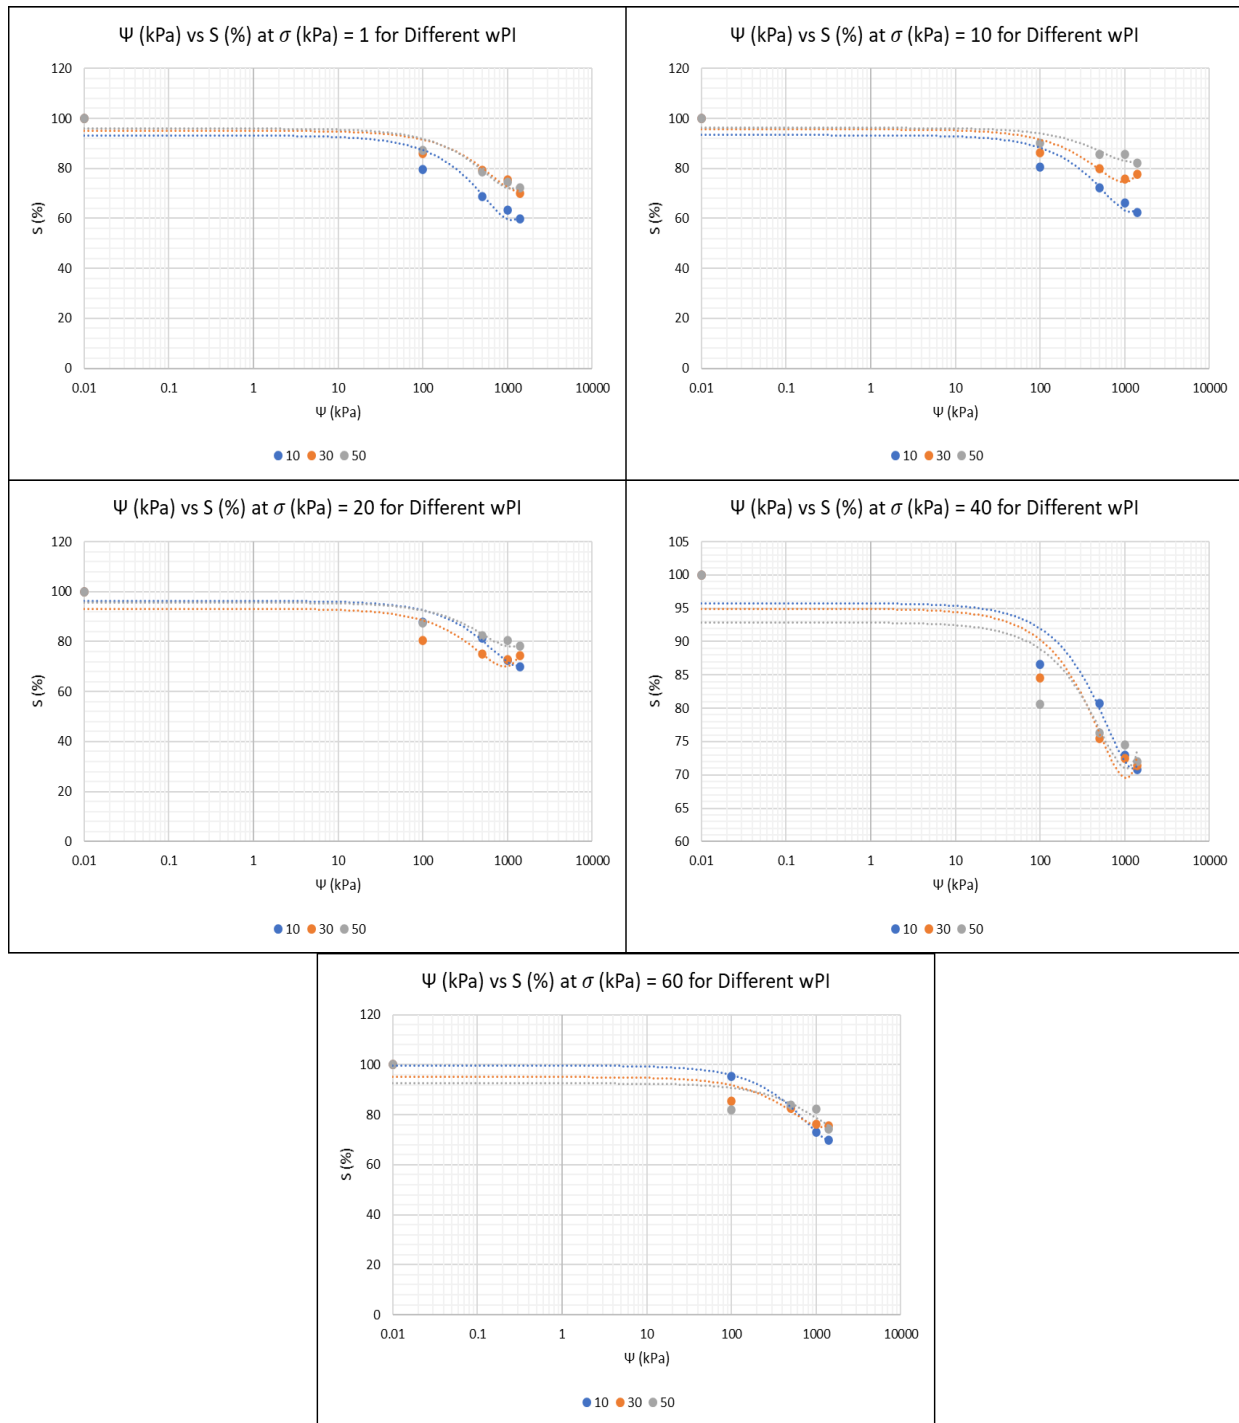 Ψ (kPa) vs S (%) at σ (kPa) = 1 for Different wPI
120
100
80
60
40
20
0
S (%)
0.01 0.1 1 10 100 1000 10000
Ψ (kPa)
10 30 50
Ψ (kPa) vs S (%) at σ (kPa) = 10 for Different wPI
120
100
80
60
40
20
0
S (%)
0.01 0.1 1 10 100 1000 10000
Ψ (kPa)
10 30 50
Ψ (kPa) vs S (%) at σ (kPa) = 20 for Different wPI
120
100
80
60
40
20
0
S (%)
0.01 0.1 1 10 100 1000 10000
Ψ (kPa)
10 30 50
Ψ (kPa) vs S (%) at σ (kPa) = 40 for Different wPI
105
100
95
90
85
80
75
70
65
60
S (%)
0.01 0.1 1 10 100 1000 10000
Ψ (kPa)
10 30 50
Ψ (kPa) vs S (%) at σ (kPa) = 60 for Different wPI
120
100
80
60
40
20
0
S (%)
0.01 0.1 1 10 100 1000 10000
Ψ (kPa)
10 30 50